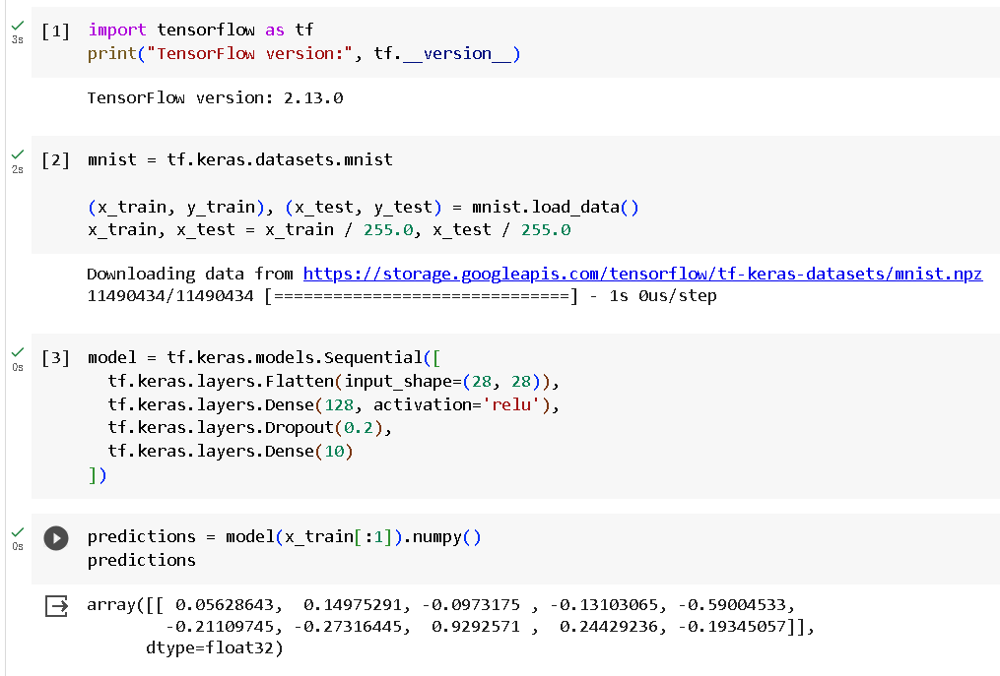 3s
[1]
import tensorflow as tf
print("TensorFlow version:", tf.__version__)
TensorFlow version: 2.13.0
2s
[2]
mnist = tf.keras.datasets.mnist
(x_train, y_train), (x_test, y_test) = mnist.load_data()
x_train, x_test = x_train / 255.0, x_test / 255.0
Downloading data from https://storage.googleapis.com/tensorflow/tf-keras-datasets/mnist.npz
11490434/11490434 [==============================] - 1s 0us/step
0s
[3]
model = tf.keras.models.Sequential([
  tf.keras.layers.Flatten(input_shape=(28, 28)),
  tf.keras.layers.Dense(128, activation='relu'),
  tf.keras.layers.Dropout(0.2),
  tf.keras.layers.Dense(10)
])
0s
predictions = model(x_train[:1]).numpy()
predictions
array([[ 0.05628643,  0.14975291, -0.0973175 , -0.13103065, -0.59004533,
        -0.21109745, -0.27316445,  0.9292571 ,  0.24429236, -0.19345057]],
      dtype=float32)